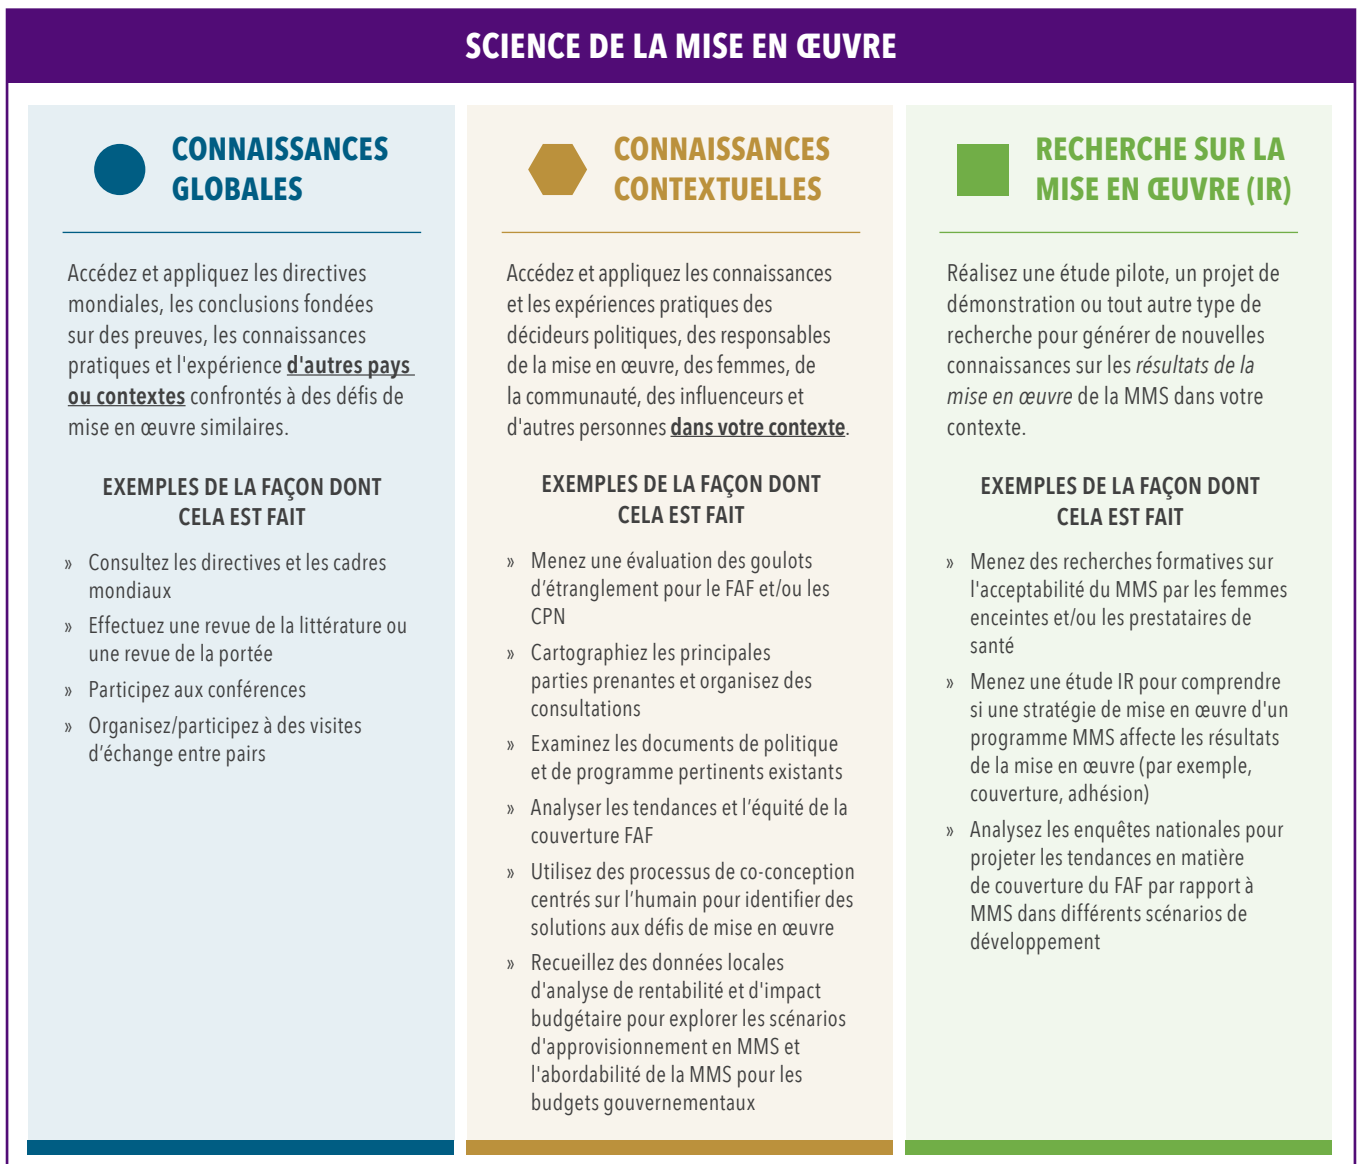 SCIENCE DE LA MISE EN ŒUVRE
CONNAISSANCES
GLOBALES
Accédez et appliquez les directives
mondiales, les conclusions fondées
sur des preuves, les connaissances
pratiques et l'expérience d'autres pays
ou contextes confrontés à des défis de
mise en œuvre similaires.
EXEMPLES DE LA FAÇON DONT
CELA EST FAIT
» Consultez les directives et les cadres
mondiaux
» Effectuez une revue de la littérature ou
une revue de la portée
» Participez aux conférences
» Organisez/participez à des visites
d’échange entre pairs
CONNAISSANCES
CONTEXTUELLES
Accédez et appliquez les connaissances
et les expériences pratiques des
décideurs politiques, des responsables
de la mise en œuvre, des femmes, de
la communauté, des influenceurs et
d'autres personnes dans votre contexte.
EXEMPLES DE LA FAÇON DONT
CELA EST FAIT
» Menez une évaluation des goulots
d’étranglement pour le FAF et/ou les
CPN
» Cartographiez les principales
parties prenantes et organisez des
consultations
» Examinez les documents de politique
et de programme pertinents existants
» Analyser les tendances et l’équité de la
couverture FAF
» Utilisez des processus de co-conception
centrés sur l’humain pour identifier des
solutions aux défis de mise en œuvre
» Recueillez des données locales
d'analyse de rentabilité et d'impact
budgétaire pour explorer les scénarios
d'approvisionnement en MMS et
l'abordabilité de la MMS pour les
budgets gouvernementaux
RECHERCHE SUR LA
MISE EN ŒUVRE (IR)
Réalisez une étude pilote, un projet de
démonstration ou tout autre type de
recherche pour générer de nouvelles
connaissances sur les résultats de la
mise en œuvre de la MMS dans votre
contexte.
EXEMPLES DE LA FAÇON DONT
CELA EST FAIT
» Menez des recherches formatives sur
l'acceptabilité du MMS par les femmes
enceintes et/ou les prestataires de
santé
» Menez une étude IR pour comprendre
si une stratégie de mise en œuvre d'un
programme MMS affecte les résultats
de la mise en œuvre (par exemple,
couverture, adhésion)
» Analysez les enquêtes nationales pour
projeter les tendances en matière
de couverture du FAF par rapport à
MMS dans différents scénarios de
développement